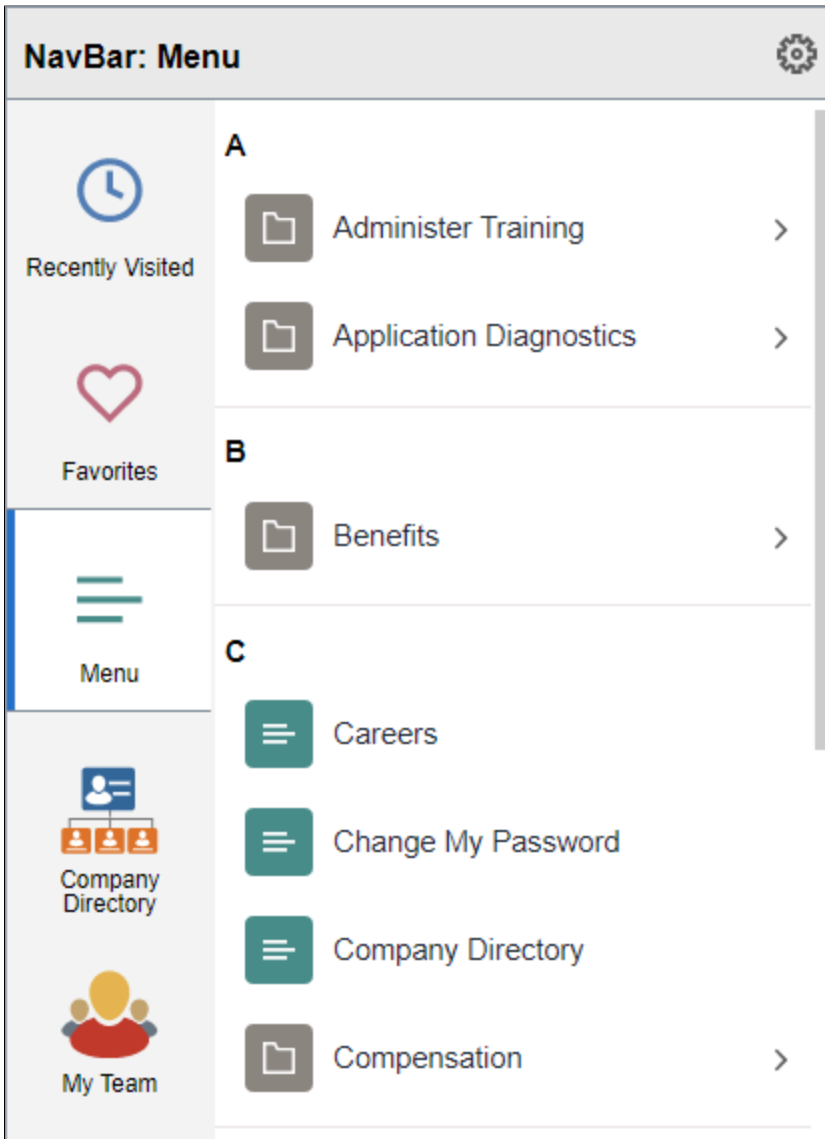 NavBar: Menu
Recently Visited
Favorites
Menu
Company
Directory
My Team
A
Administer Training
Application Diagnostics
B
Benefits
C
Careers
Change My Password
Company Directory
Compensation